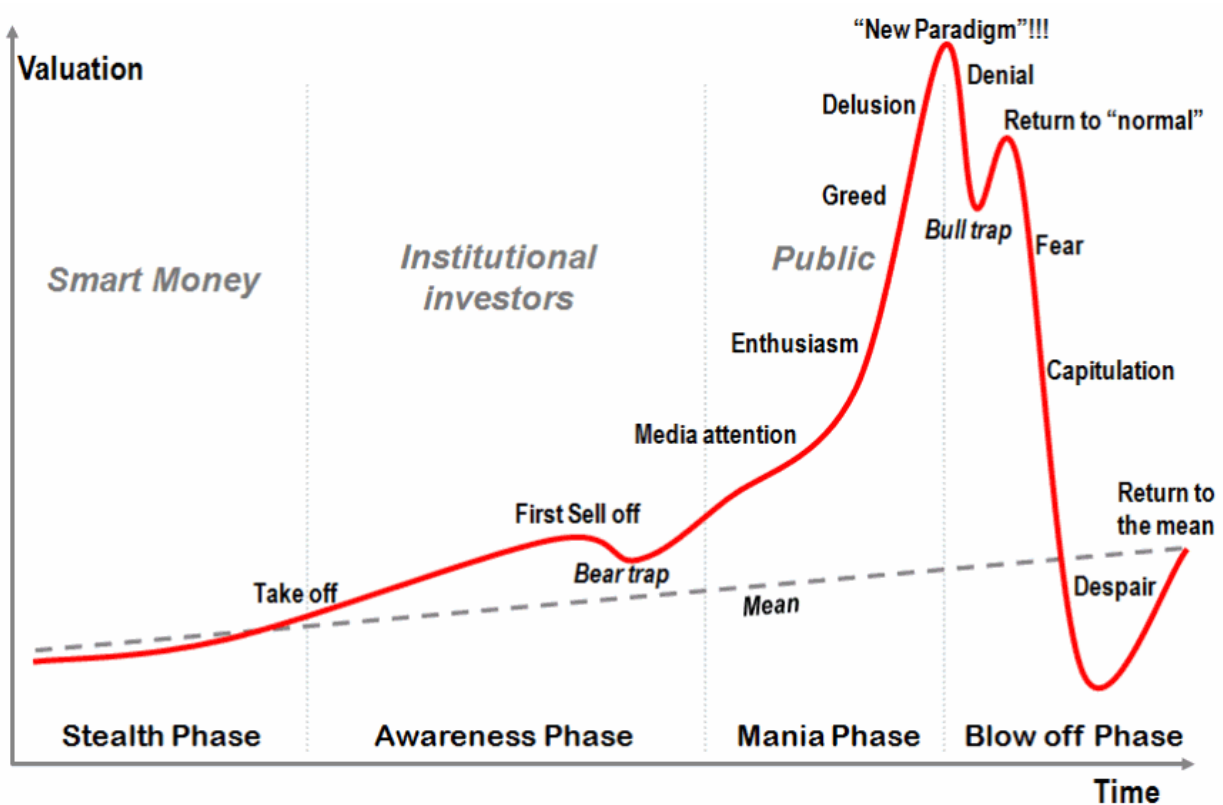 “New Paradigm”!!!
Valuation
Denial
Delusion
Return to “normal”
Greed
Bull trap
Fear
Smart Money
Institutional
investors
Public
Enthusiasm
Capitulation
Media attention
First Sell off
Return to
the mean
Bear trap
Take off
Despair
Mean
Stealth Phase
Awareness Phase
Mania Phase
Blow off Phase
Time